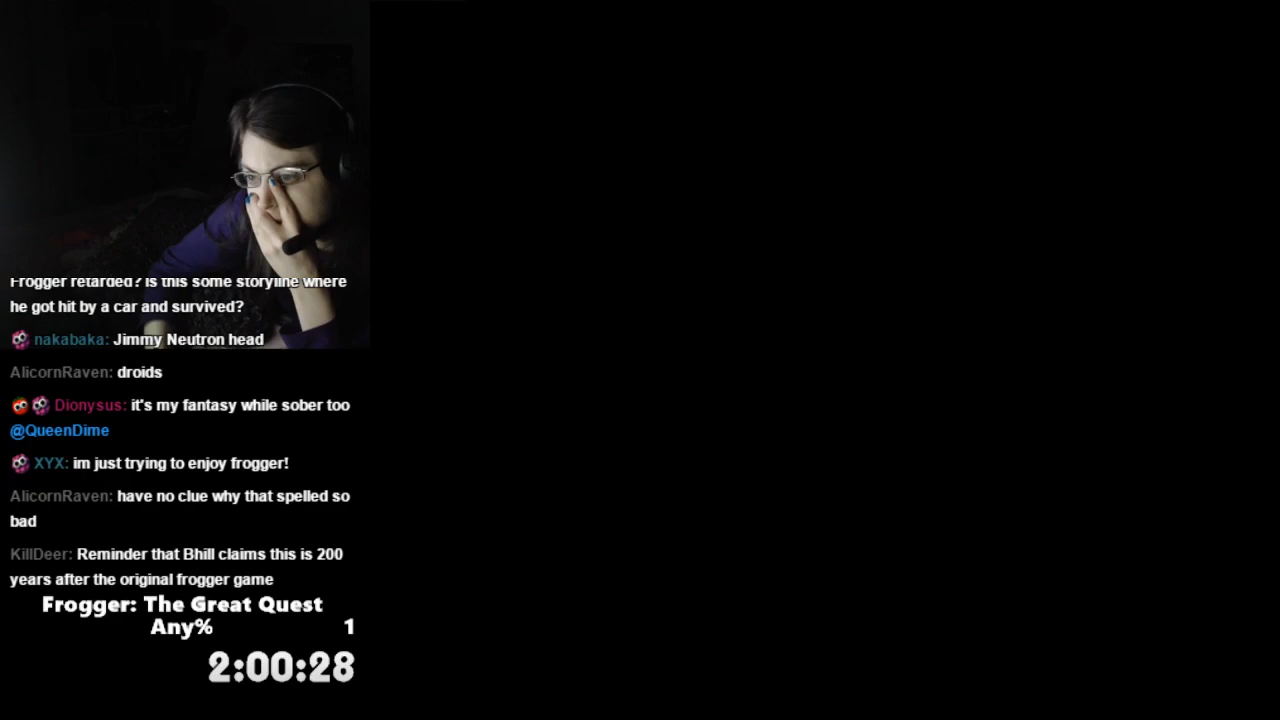 Frogger retarded? is this some storyline where
he got hit by a car and survived?
nakabaka: Jimmy Neutron head
AlicornRaven: droids
Dionysus: it's my fantasy while sober too
@QueenDime
XYX: im just trying to enjoy frogger!
AlicornRaven: have no clue why that spelled so
bad
KillDeer: Reminder that Bhill claims this is 200
years after the original frogger game
Frogger: The Great Quest
Any% 1
2:00:28